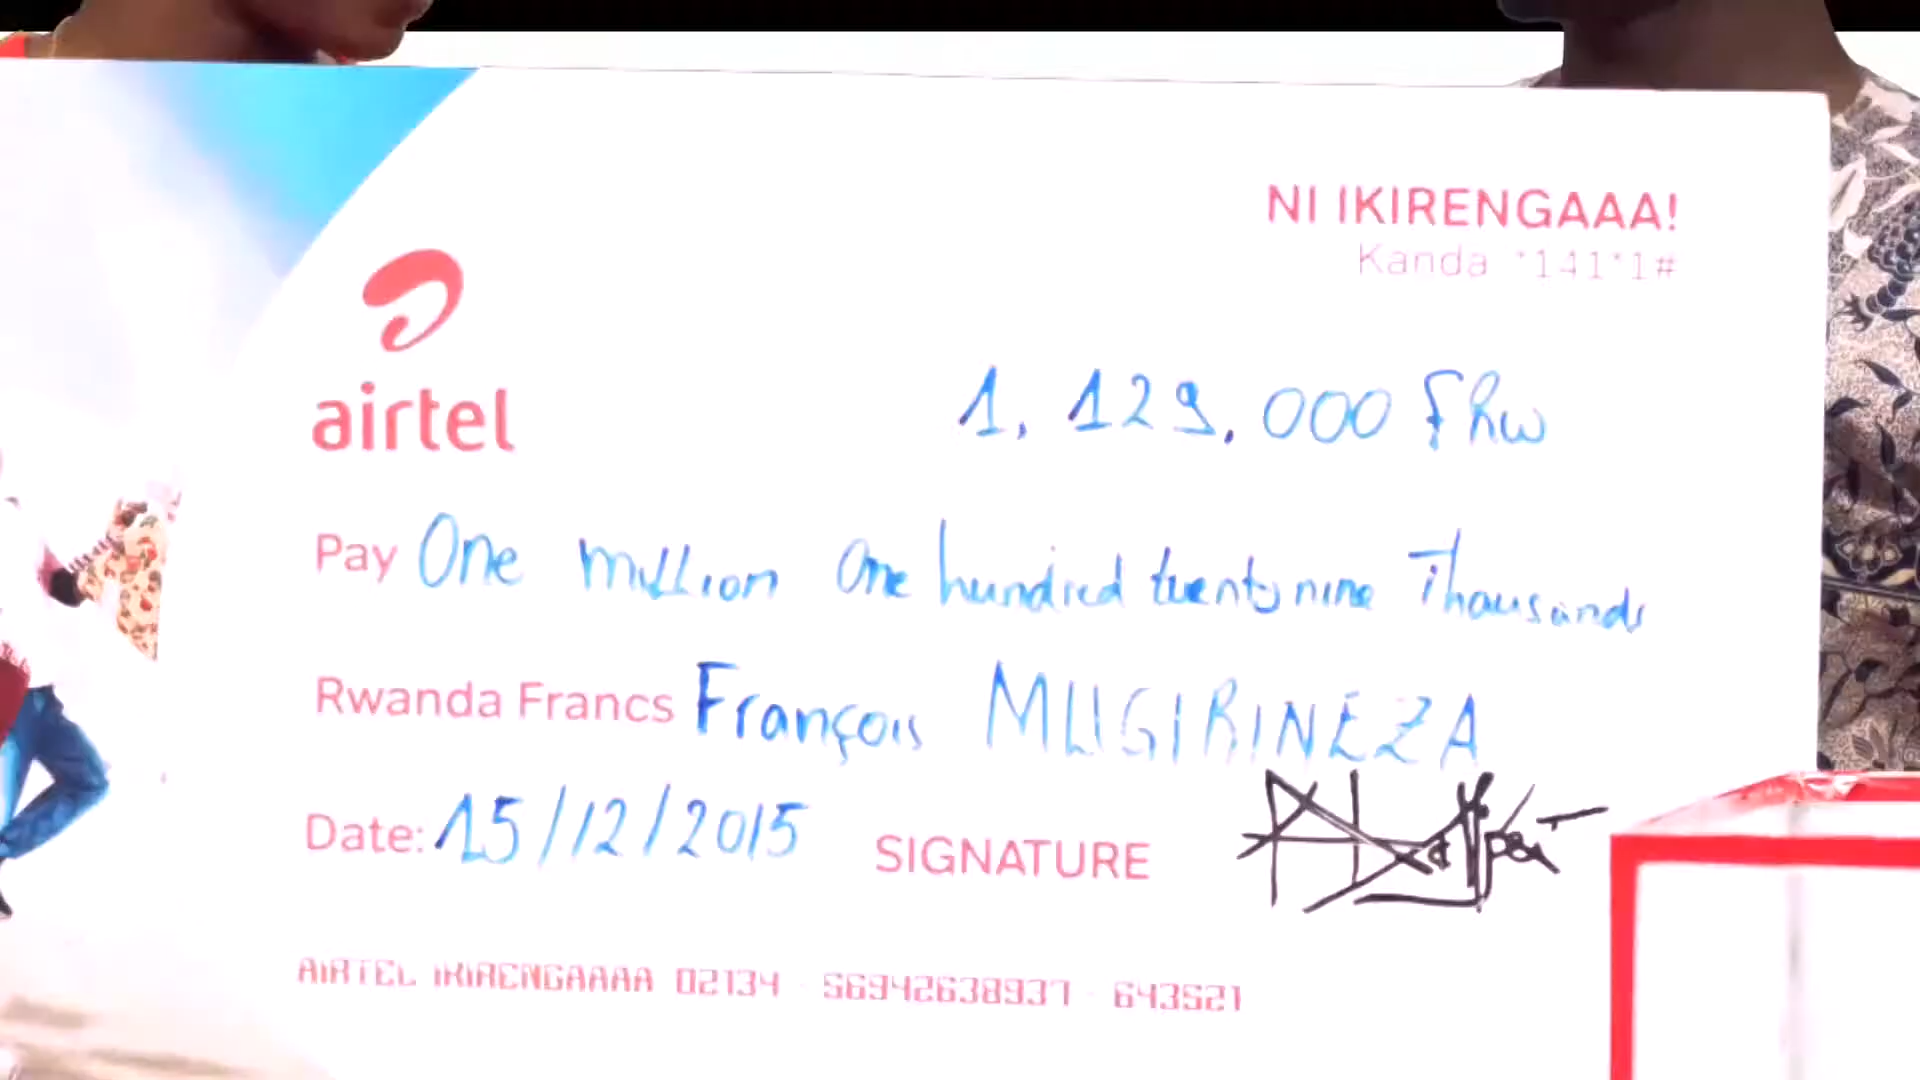 NI IKIRENGAAA!
Kanda *141*1#
airtel
1,129,000 Frw
Pay One million One hundred twenty nine Thousands
Rwanda Francs François MUGIRINEZA
Date: 15/12/2015 SIGNATURE
AIRTEL IKIRENGAAAA 02134 - 56942638937 - 643521